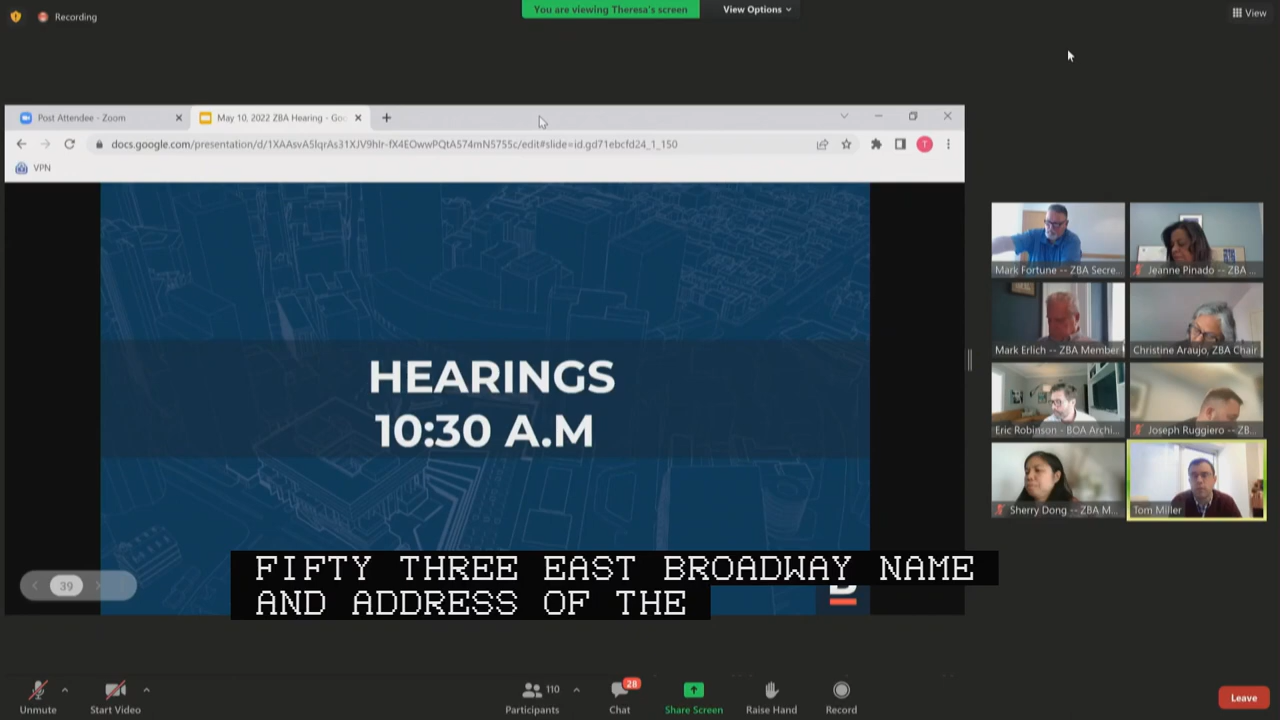 Recording
You are viewing Theresa's screen
View Options
View
Post Attendee - Zoom
May 10, 2022 ZBA Hearing - Goo
docs.google.com/presentation/d/1XAAsvA5lqrAs31XJV9hIr-fX4EOwwPQtA574mN5755c/edit#slide=id.gd71ebcfd24_1_150
T
VPN
HEARINGS
10:30 A.M
Mark Fortune -- ZBA Secre...
Jeanne Pinado -- ZBA ...
Mark Erlich -- ZBA Member
Christine Araujo, ZBA Chair
Eric Robinson - BOA Archi...
Joseph Ruggiero -- ZB...
Sherry Dong -- ZBA M...
Tom Miller
39
FIFTY THREE EAST BROADWAY NAME
AND ADDRESS OF THE
Unmute
Start Video
110
Participants
28
Chat
Share Screen
Raise Hand
Record
Leave